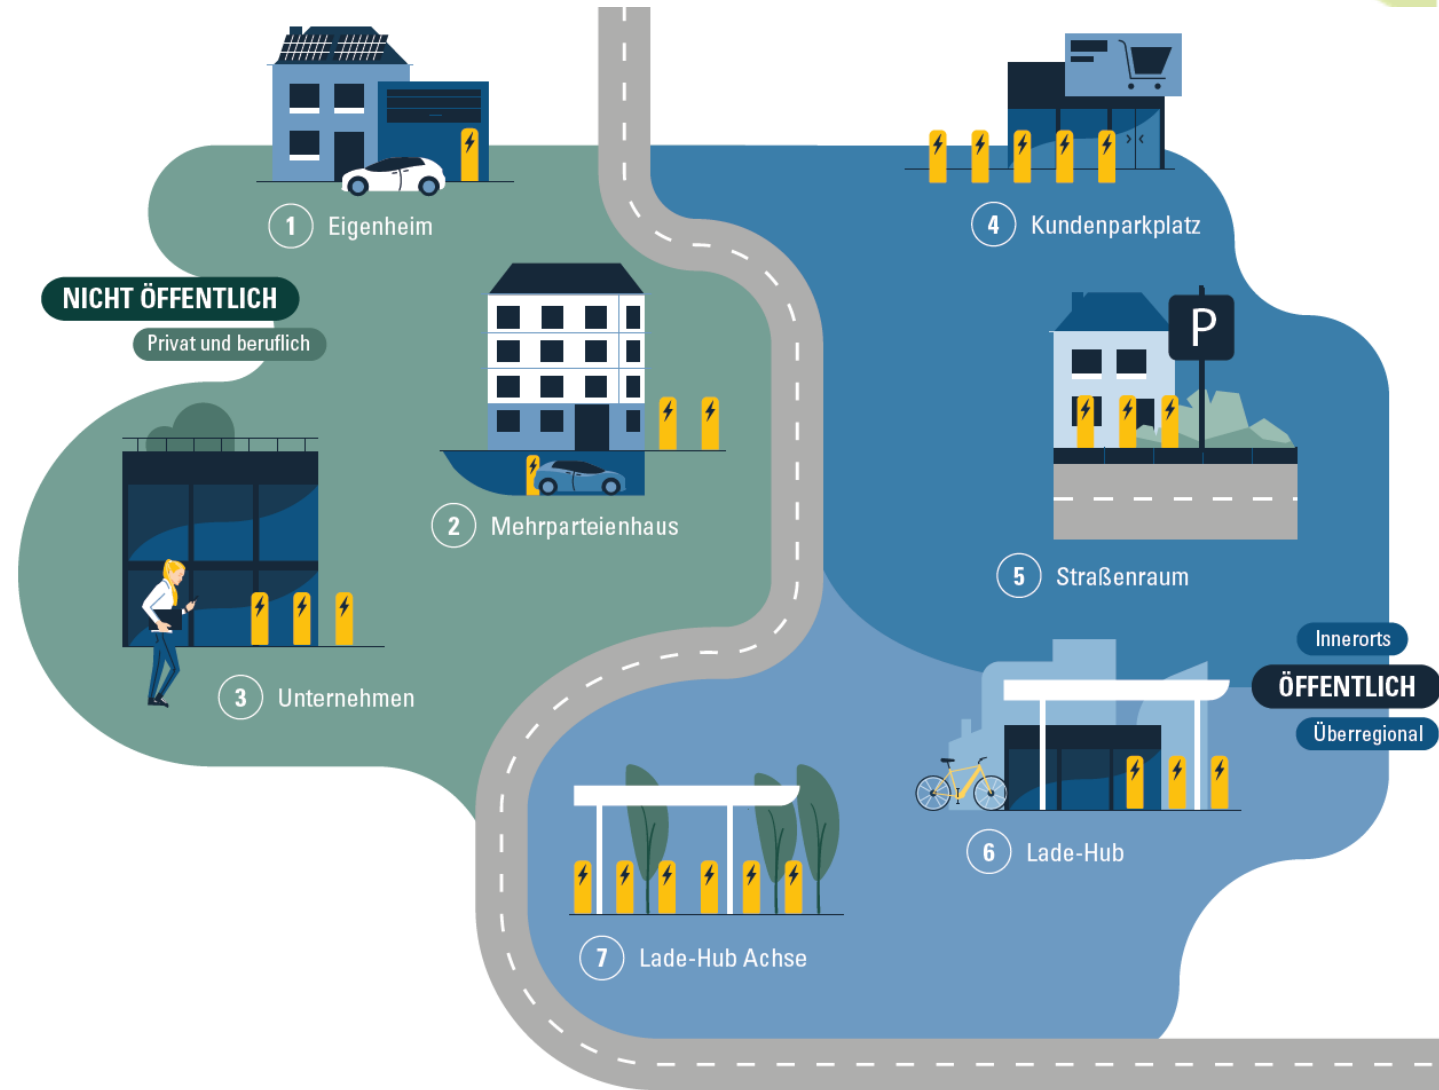 1 Eigenheim
NICHT ÖFFENTLICH
Privat und beruflich
2 Mehrparteienhaus
3 Unternehmen
4 Kundenparkplatz
P
5 Straßenraum
Innerorts
ÖFFENTLICH
Überregional
6 Lade-Hub
7 Lade-Hub Achse